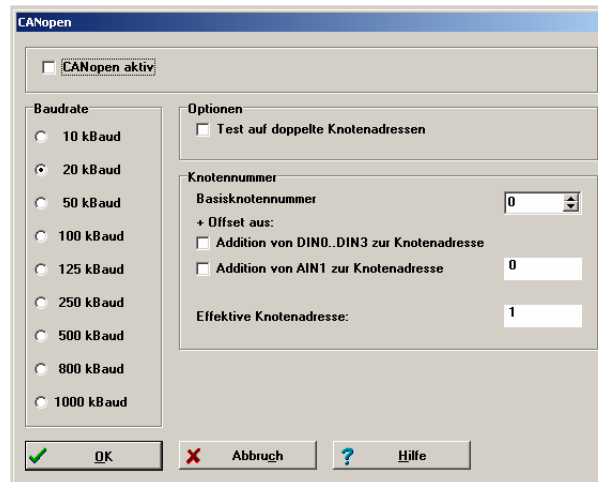 CANopen
CANopen aktiv
Baudrate
10 kBaud
20 kBaud
50 kBaud
100 kBaud
125 kBaud
250 kBaud
500 kBaud
800 kBaud
1000 kBaud
Optionen
Test auf doppelte Knotenadressen
Knotennummer
Basisknotennummer 0
+ Offset aus:
Addition von DIN0..DIN3 zur Knotenadresse
Addition von AIN1 zur Knotenadresse 0
Effektive Knotenadresse: 1
OK Abbruch ? Hilfe